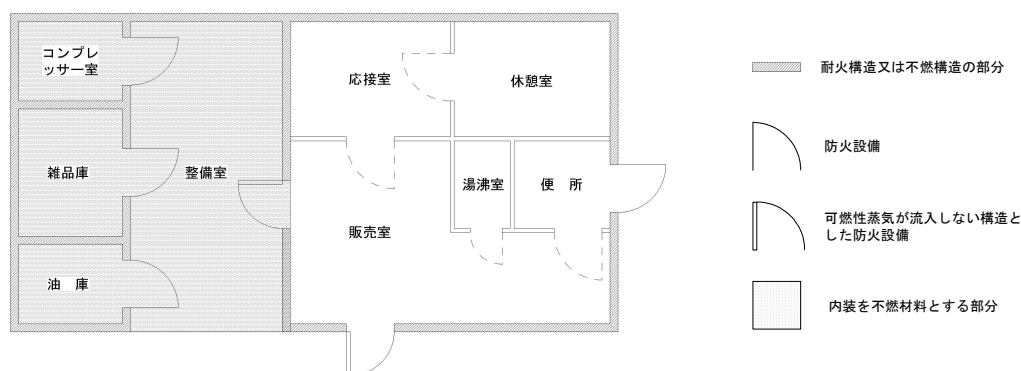 コンプレ
ッサー室
応接室
休憩室
雑品庫
整備室
湯沸室
便　所
販売室
油　庫
耐火構造又は不燃構造の部分
防火設備
可燃性蒸気が流入しない構造と
した防火設備
内装を不燃材料とする部分